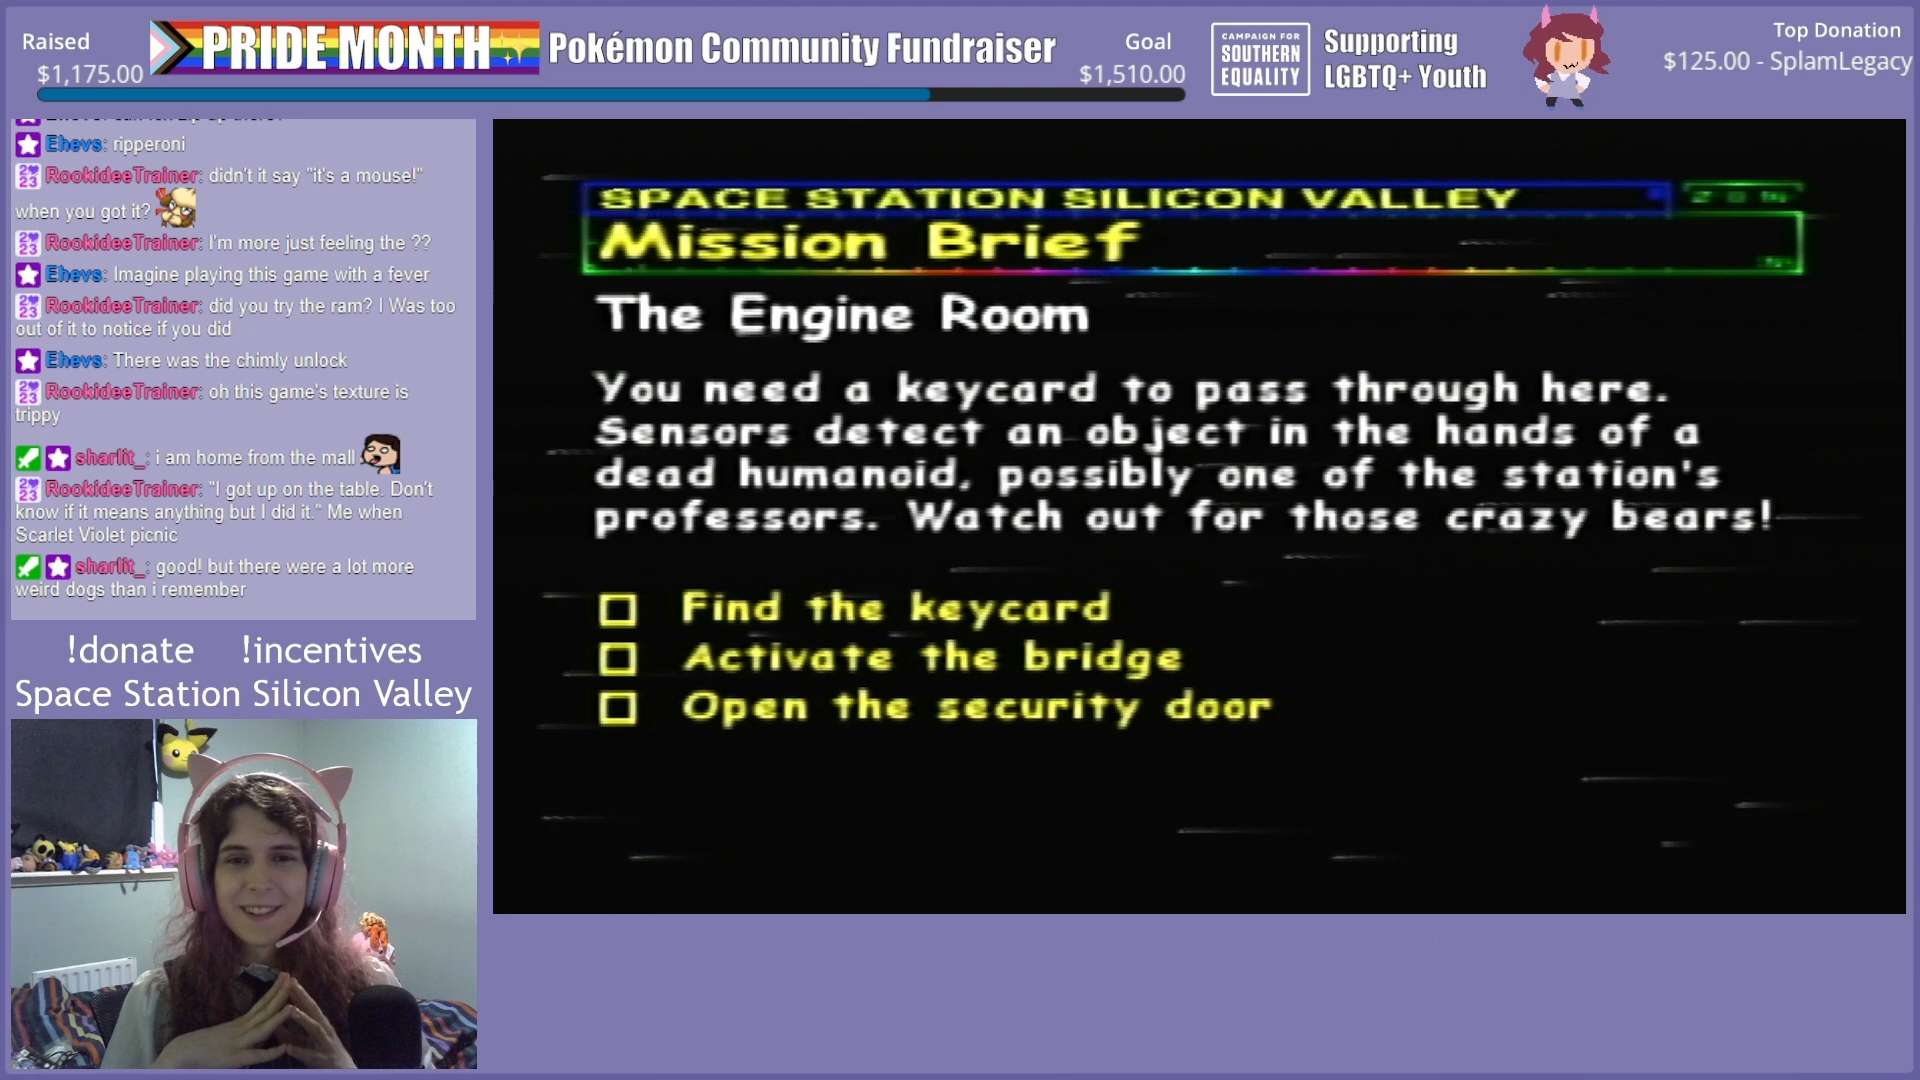 Raised
$1,175.00
PRIDE MONTH
Pokémon Community Fundraiser
Goal
$1,510.00
CAMPAIGN FOR
SOUTHERN
EQUALITY
Supporting
LGBTQ+ Youth
Top Donation
$125.00 - SplamLegacy
Ehevs: ripperoni
RookideeTrainer: didn't it say "it's a mouse!"
when you got it?
RookideeTrainer: I'm more just feeling the ??
Ehevs: Imagine playing this game with a fever
RookideeTrainer: did you try the ram? I Was too
out of it to notice if you did
Ehevs: There was the chimly unlock
RookideeTrainer: oh this game's texture is
trippy
sharlit_: i am home from the mall
RookideeTrainer: "I got up on the table. Don't
know if it means anything but I did it." Me when
Scarlet Violet picnic
sharlit_: good! but there were a lot more
weird dogs than i remember
!donate !incentives
Space Station Silicon Valley
SPACE STATION SILICON VALLEY
Mission Brief
The Engine Room
You need a keycard to pass through here.
Sensors detect an object in the hands of a
dead humanoid, possibly one of the station's
professors. Watch out for those crazy bears!
Find the keycard
Activate the bridge
Open the security door